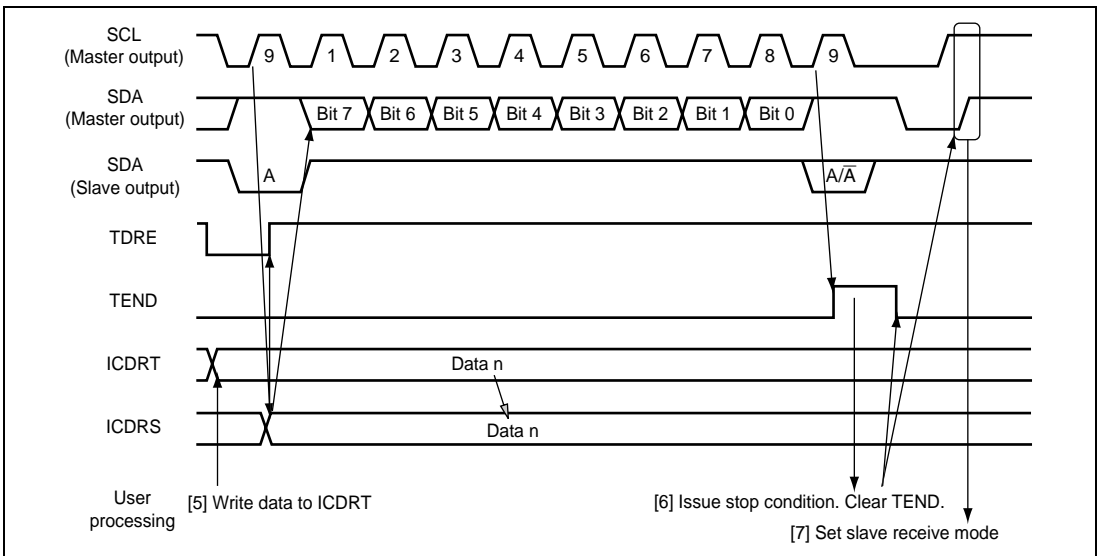 SCL
(Master output)
9 1 2 3 4 5 6 7 8 9
SDA
(Master output)
Bit 7 Bit 6 Bit 5 Bit 4 Bit 3 Bit 2 Bit 1 Bit 0
SDA
(Slave output)
A A/A̅
TDRE
TEND
ICDRT
Data n
ICDRS
Data n
User
processing
[5] Write data to ICDRT
[6] Issue stop condition. Clear TEND.
[7] Set slave receive mode